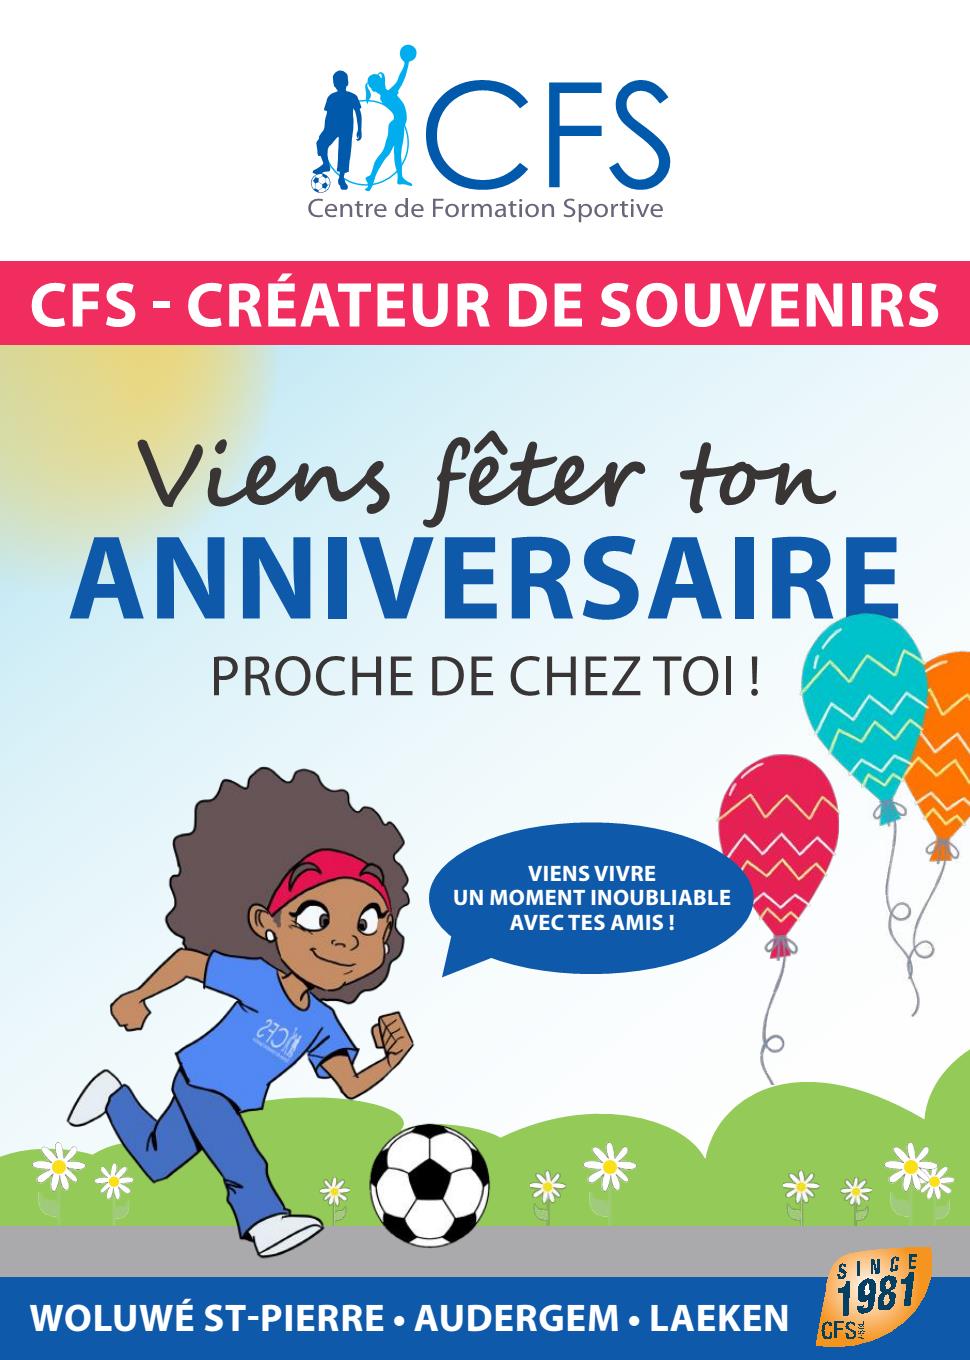 CFS
Centre de Formation Sportive
CFS - CRÉATEUR DE SOUVENIRS
Viens fêter ton
ANNIVERSAIRE
PROCHE DE CHEZ TOI !
VIENS VIVRE
UN MOMENT INOUBLIABLE
AVEC TES AMIS !
CFS
WOLUWÉ ST-PIERRE • AUDERGEM • LAEKEN
SINCE
1981
CFS